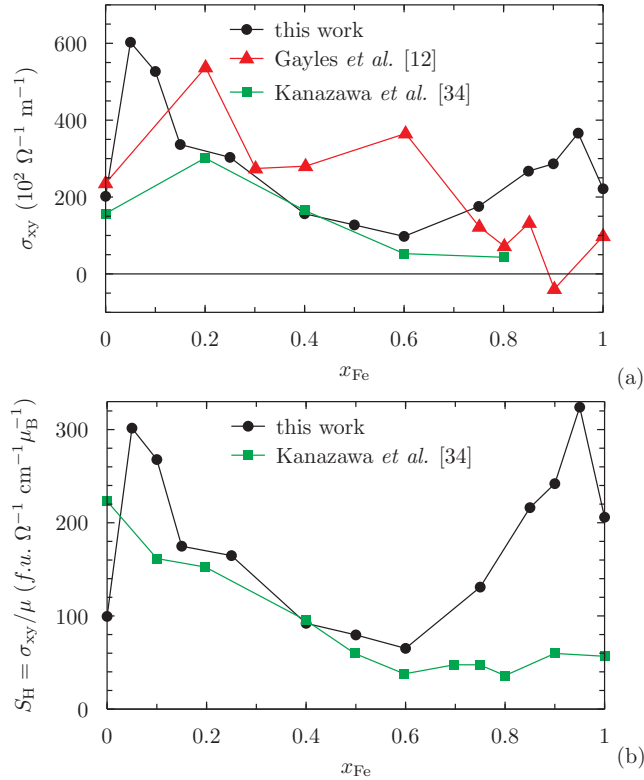 this work
Gayles et al. [12]
Kanazawa et al. [34]
600
400
200
0
σxy (10² Ω⁻¹ m⁻¹)
0 0.2 0.4 0.6 0.8 1
xFe
(a)
this work
Kanazawa et al. [34]
300
200
100
0
SH = σxy/μ (f.u. Ω⁻¹ cm⁻¹μB⁻¹)
0 0.2 0.4 0.6 0.8 1
xFe
(b)